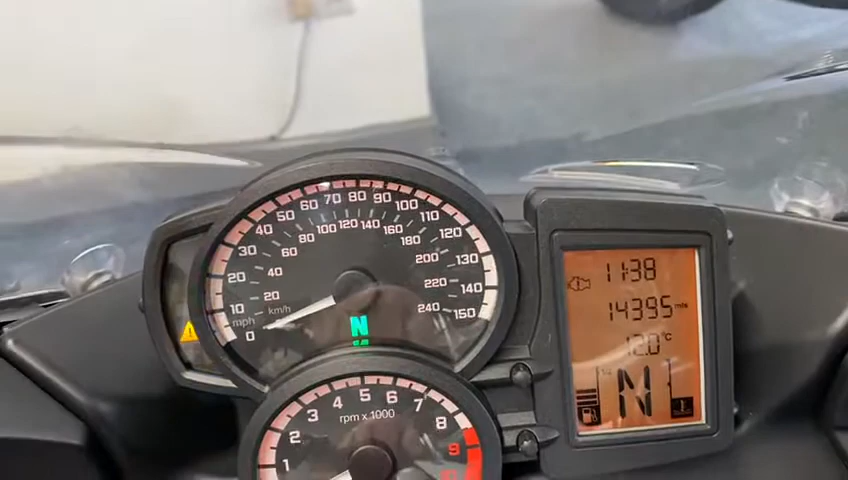 0 10 20 30 40 50 60 70 80 90 100 110 120 130 140 150
mph
20 40 60 80 100 120 140 160 180 200 220 240
km/h
N
1 2 3 4 5 6 7 8 9 10
rpm x 1000
11:38
14395 mls
12.0°C
N